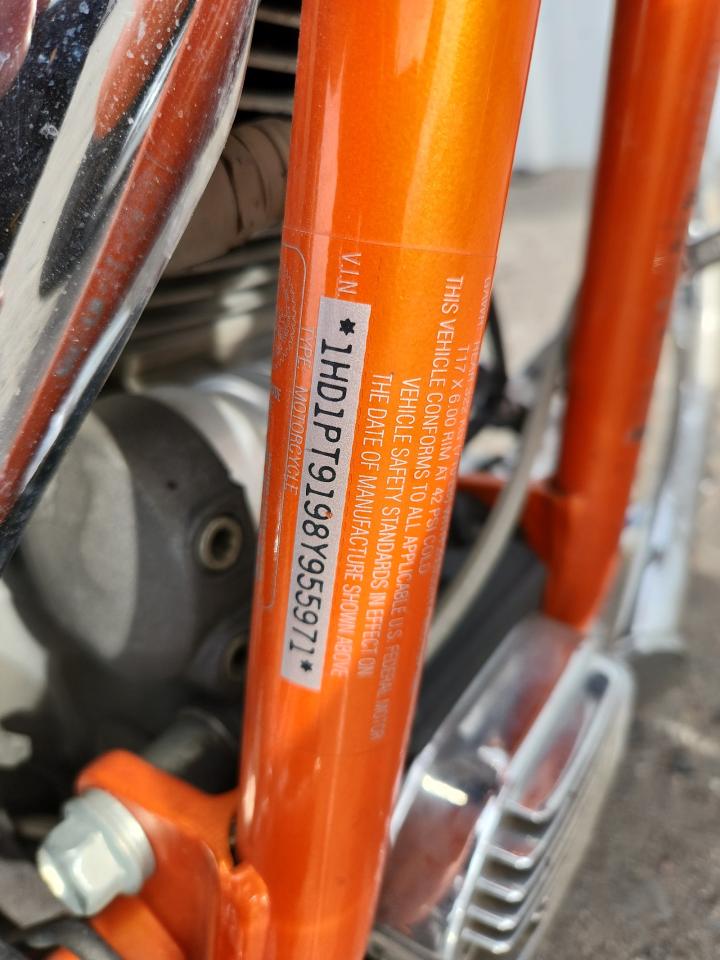 REAR
17 X 6.00 RIM AT 42 PSI COLD
THIS VEHICLE CONFORMS TO ALL APPLICABLE U.S. FEDERAL MOTOR
VEHICLE SAFETY STANDARDS IN EFFECT ON
THE DATE OF MANUFACTURE SHOWN ABOVE
V.I.N.
*1HD1PT9198Y955971*
TYPE MOTORCYCLE